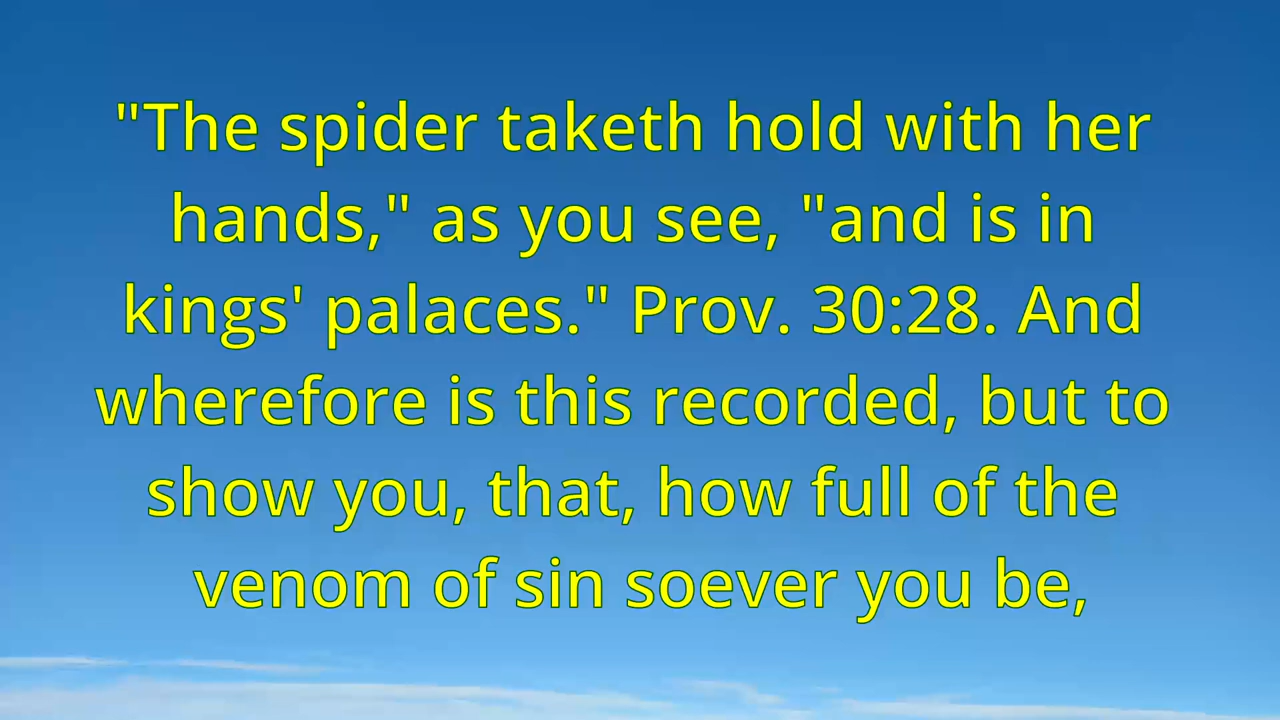 "The spider taketh hold with her
hands," as you see, "and is in
kings' palaces." Prov. 30:28. And
wherefore is this recorded, but to
show you, that, how full of the
venom of sin soever you be,